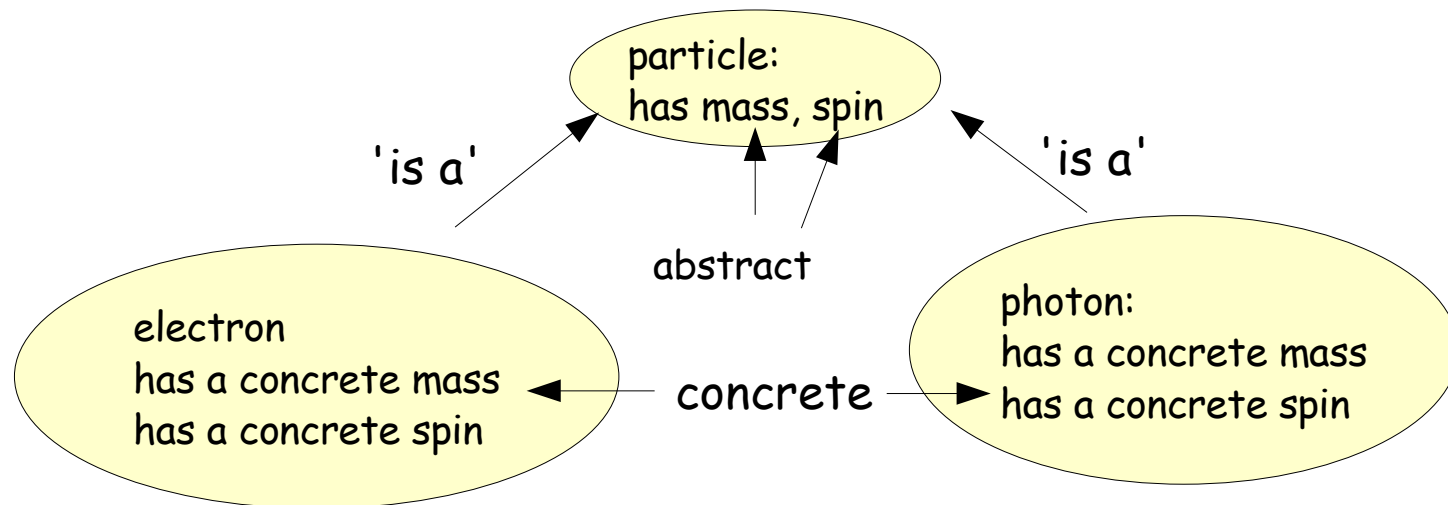 particle:
has mass, spin
'is a'
'is a'
abstract
electron
has a concrete mass
has a concrete spin
concrete
photon:
has a concrete mass
has a concrete spin